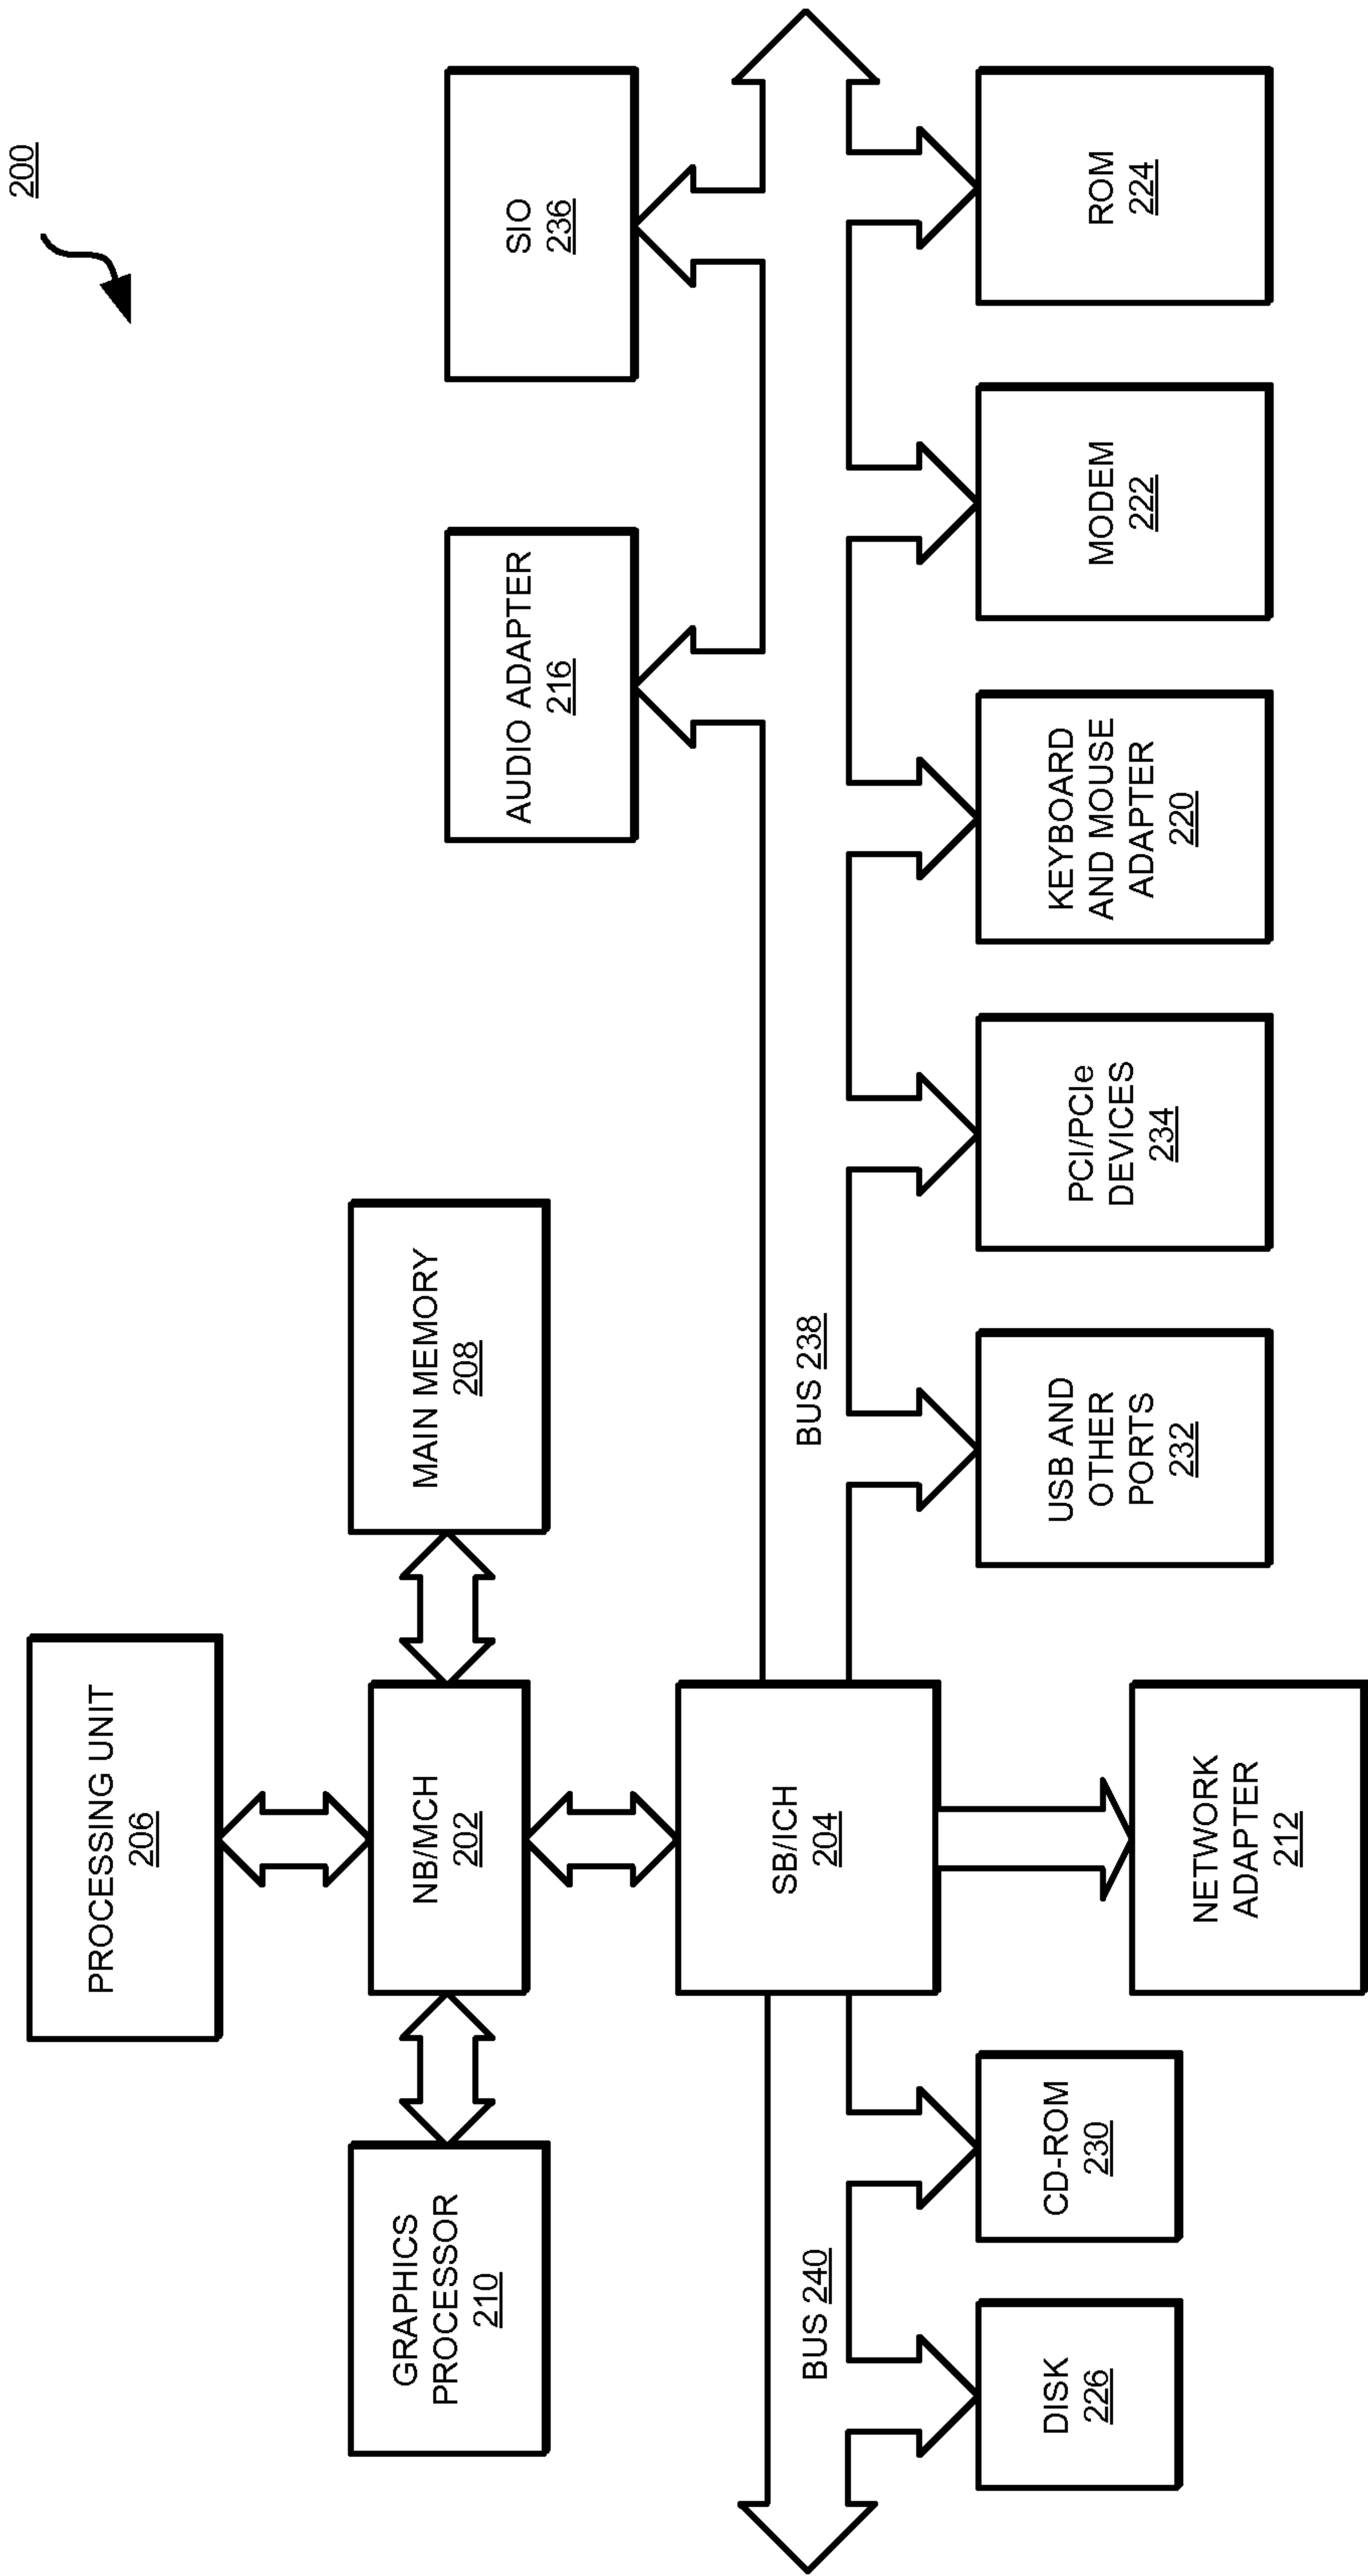 200
PROCESSING UNIT
206
GRAPHICS
PROCESSOR
210
NB/MCH
202
MAIN MEMORY
208
AUDIO ADAPTER
216
SIO
236
SB/ICH
204
BUS 240
BUS 238
DISK
226
CD-ROM
230
USB AND
OTHER
PORTS
232
PCI/PCIe
DEVICES
234
KEYBOARD
AND MOUSE
ADAPTER
220
MODEM
222
ROM
224
NETWORK
ADAPTER
212